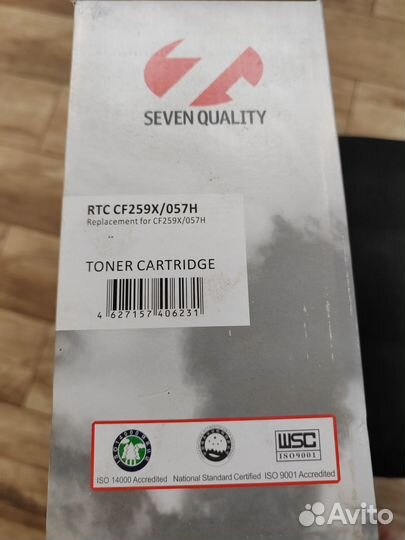 SEVEN QUALITY
RTC CF259X/057H
Replacement for CF259X/057H
--
TONER CARTRIDGE
4 627157 406231
WSC
ISO9001
ISO 14000 Accredited National Standard Certified ISO 9001 Accredited
Avito